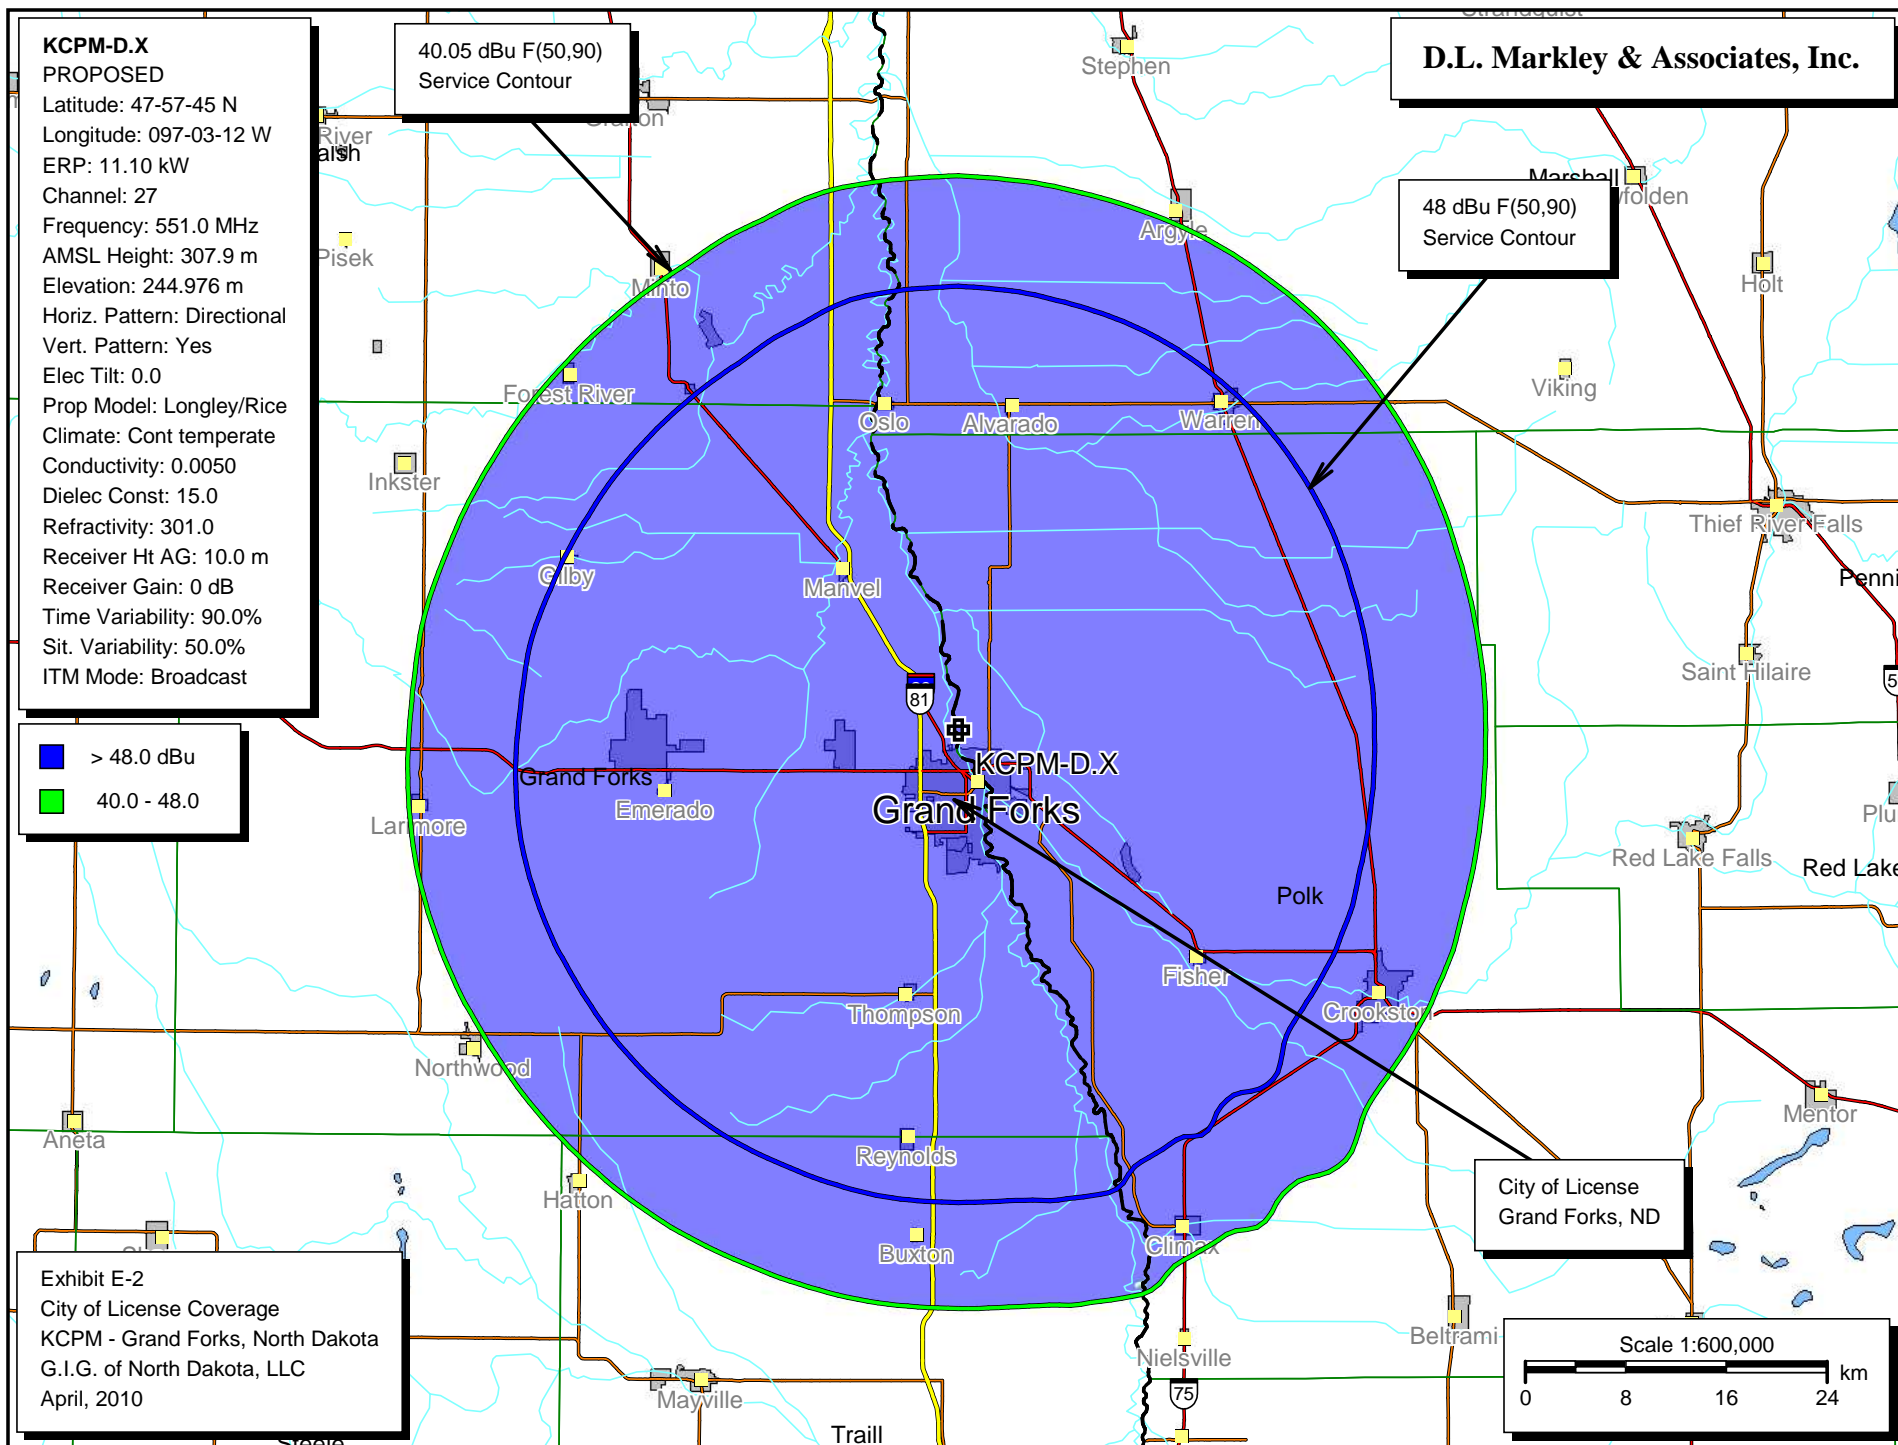 KCPM-D.X
PROPOSED
Latitude: 47-57-45 N
Longitude: 097-03-12 W
ERP: 11.10 kW
Channel: 27
Frequency: 551.0 MHz
AMSL Height: 307.9 m
Elevation: 244.976 m
Horiz. Pattern: Directional
Vert. Pattern: Yes
Elec Tilt: 0.0
Prop Model: Longley/Rice
Climate: Cont temperate
Conductivity: 0.0050
Dielec Const: 15.0
Refractivity: 301.0
Receiver Ht AG: 10.0 m
Receiver Gain: 0 dB
Time Variability: 90.0%
Sit. Variability: 50.0%
ITM Mode: Broadcast
> 48.0 dBu
40.0 - 48.0
40.05 dBu F(50,90)
Service Contour
D.L. Markley & Associates, Inc.
48 dBu F(50,90)
Service Contour
Stephen
River
Marshall
Argyle
Pisek
Minto
Holt
Forest River
Viking
Oslo
Alvarado
Warren
Inkster
Thief River Falls
Gilby
Manvel
Saint Hilaire
81
KCPM-D.X
Grand Forks
Grand Forks
Emerado
Larimore
Red Lake Falls
Red Lake
Polk
Fisher
Thompson
Crookston
Northwood
Mentor
Aneta
Reynolds
Hatton
Buxton
Climax
City of License
Grand Forks, ND
Beltrami
Nielsville
75
Mayville
Traill
Steele
Exhibit E-2
City of License Coverage
KCPM - Grand Forks, North Dakota
G.I.G. of North Dakota, LLC
April, 2010
Scale 1:600,000
km
0 8 16 24